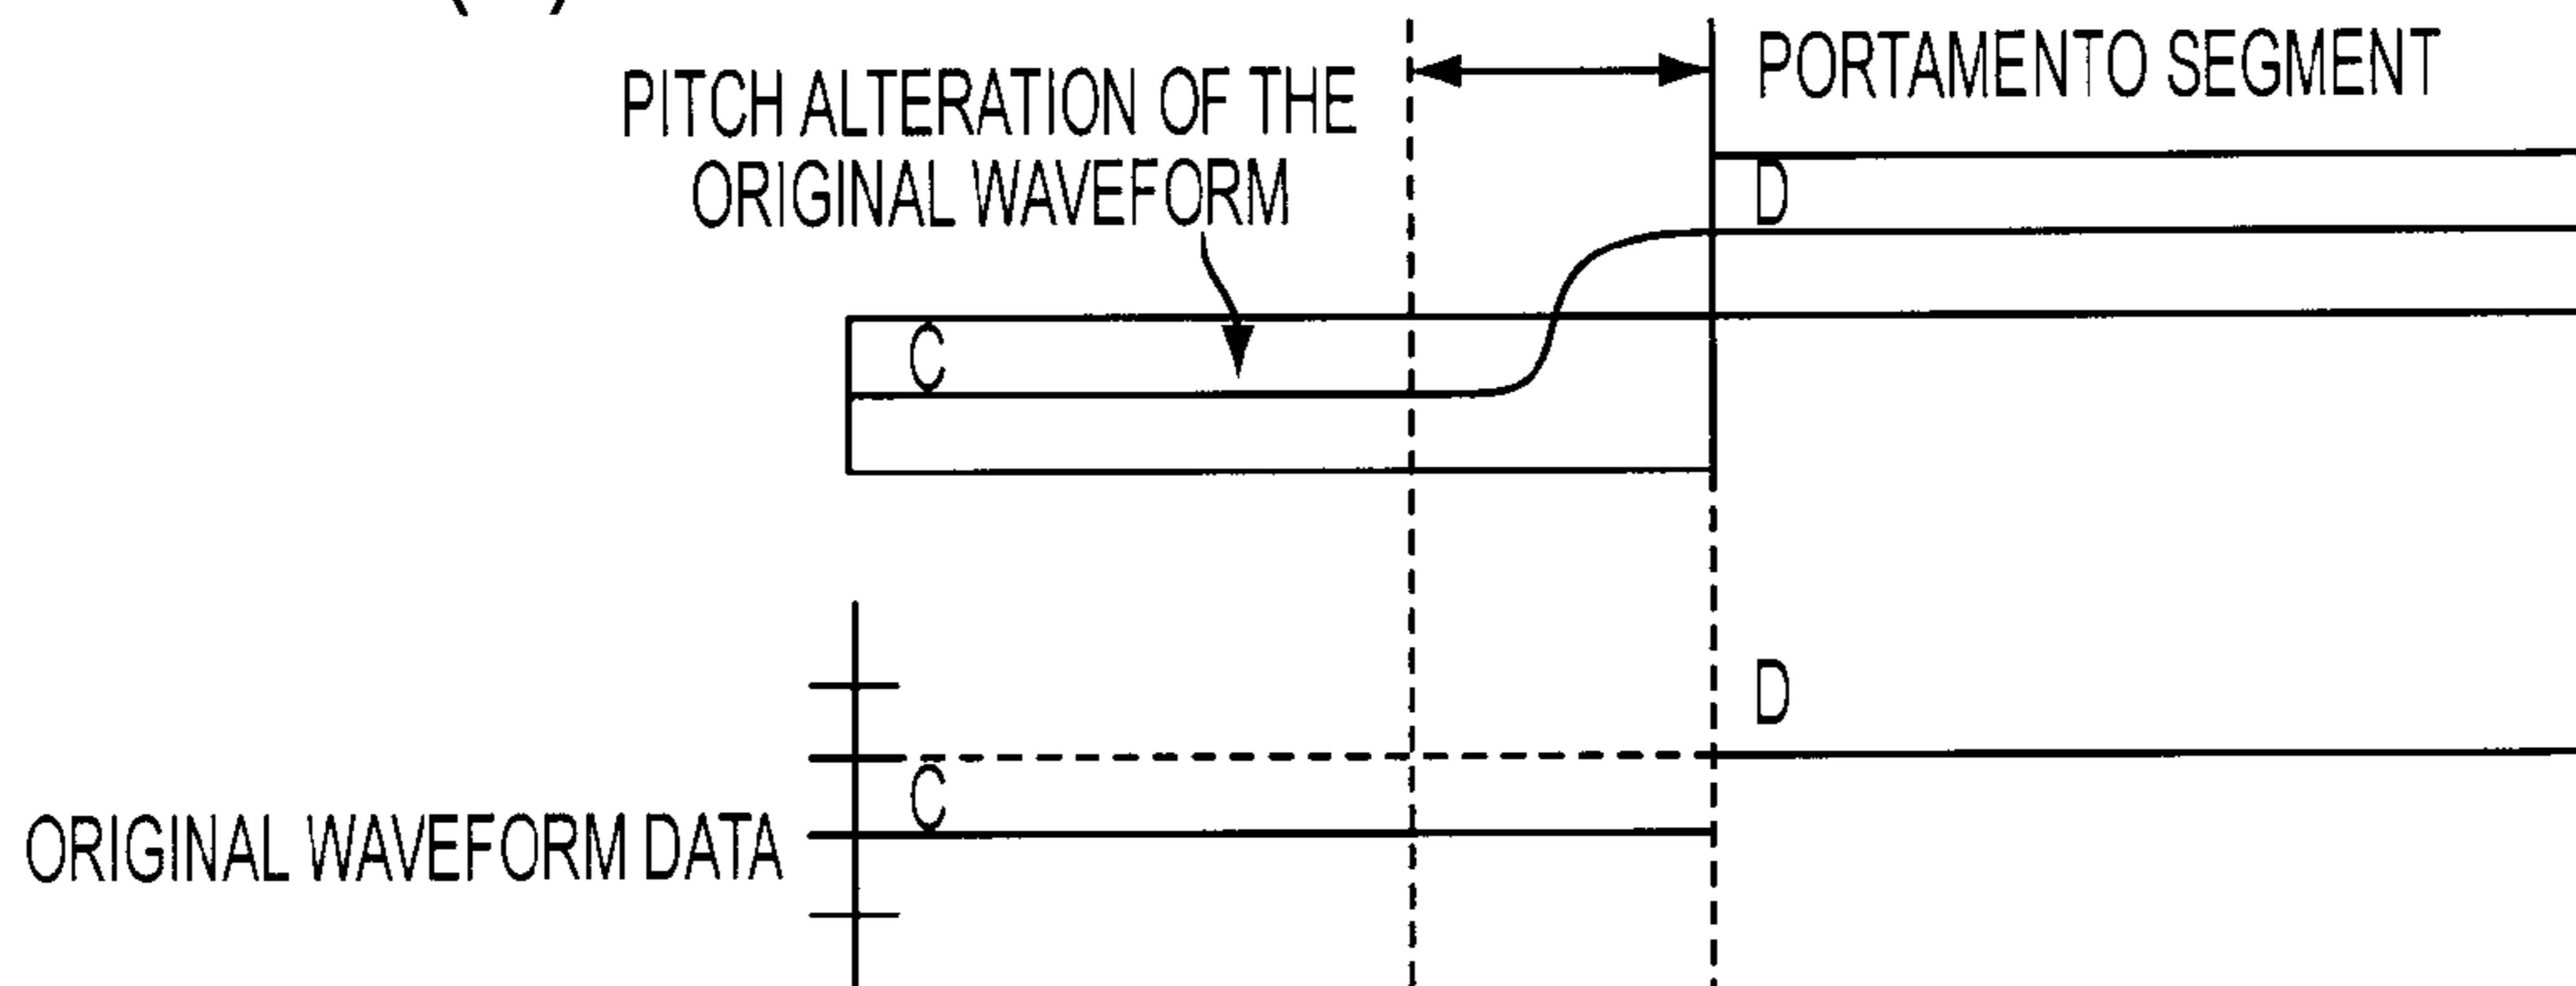 PORTAMENTO SEGMENT
PITCH ALTERATION OF THE
ORIGINAL WAVEFORM
D
C
D
C
ORIGINAL WAVEFORM DATA